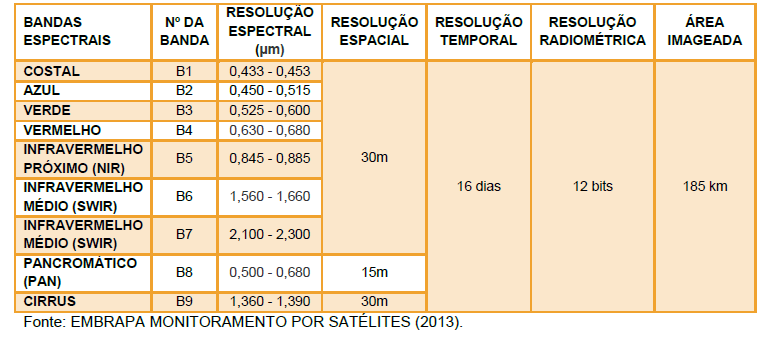 BANDAS ESPECTRAIS | Nº DA BANDA | RESOLUÇÃO ESPECTRAL (µm) | RESOLUÇÃO ESPACIAL | RESOLUÇÃO TEMPORAL | RESOLUÇÃO RADIOMÉTRICA | ÁREA IMAGEADA
COSTAL | B1 | 0,433 - 0,453 | 30m | 16 dias | 12 bits | 185 km
AZUL | B2 | 0,450 - 0,515
VERDE | B3 | 0,525 - 0,600
VERMELHO | B4 | 0,630 - 0,680
INFRAVERMELHO PRÓXIMO (NIR) | B5 | 0,845 - 0,885
INFRAVERMELHO MÉDIO (SWIR) | B6 | 1,560 - 1,660
INFRAVERMELHO MÉDIO (SWIR) | B7 | 2,100 - 2,300
PANCROMÁTICO (PAN) | B8 | 0,500 - 0,680 | 15m
CIRRUS | B9 | 1,360 - 1,390 | 30m
Fonte: EMBRAPA MONITORAMENTO POR SATÉLITES (2013).